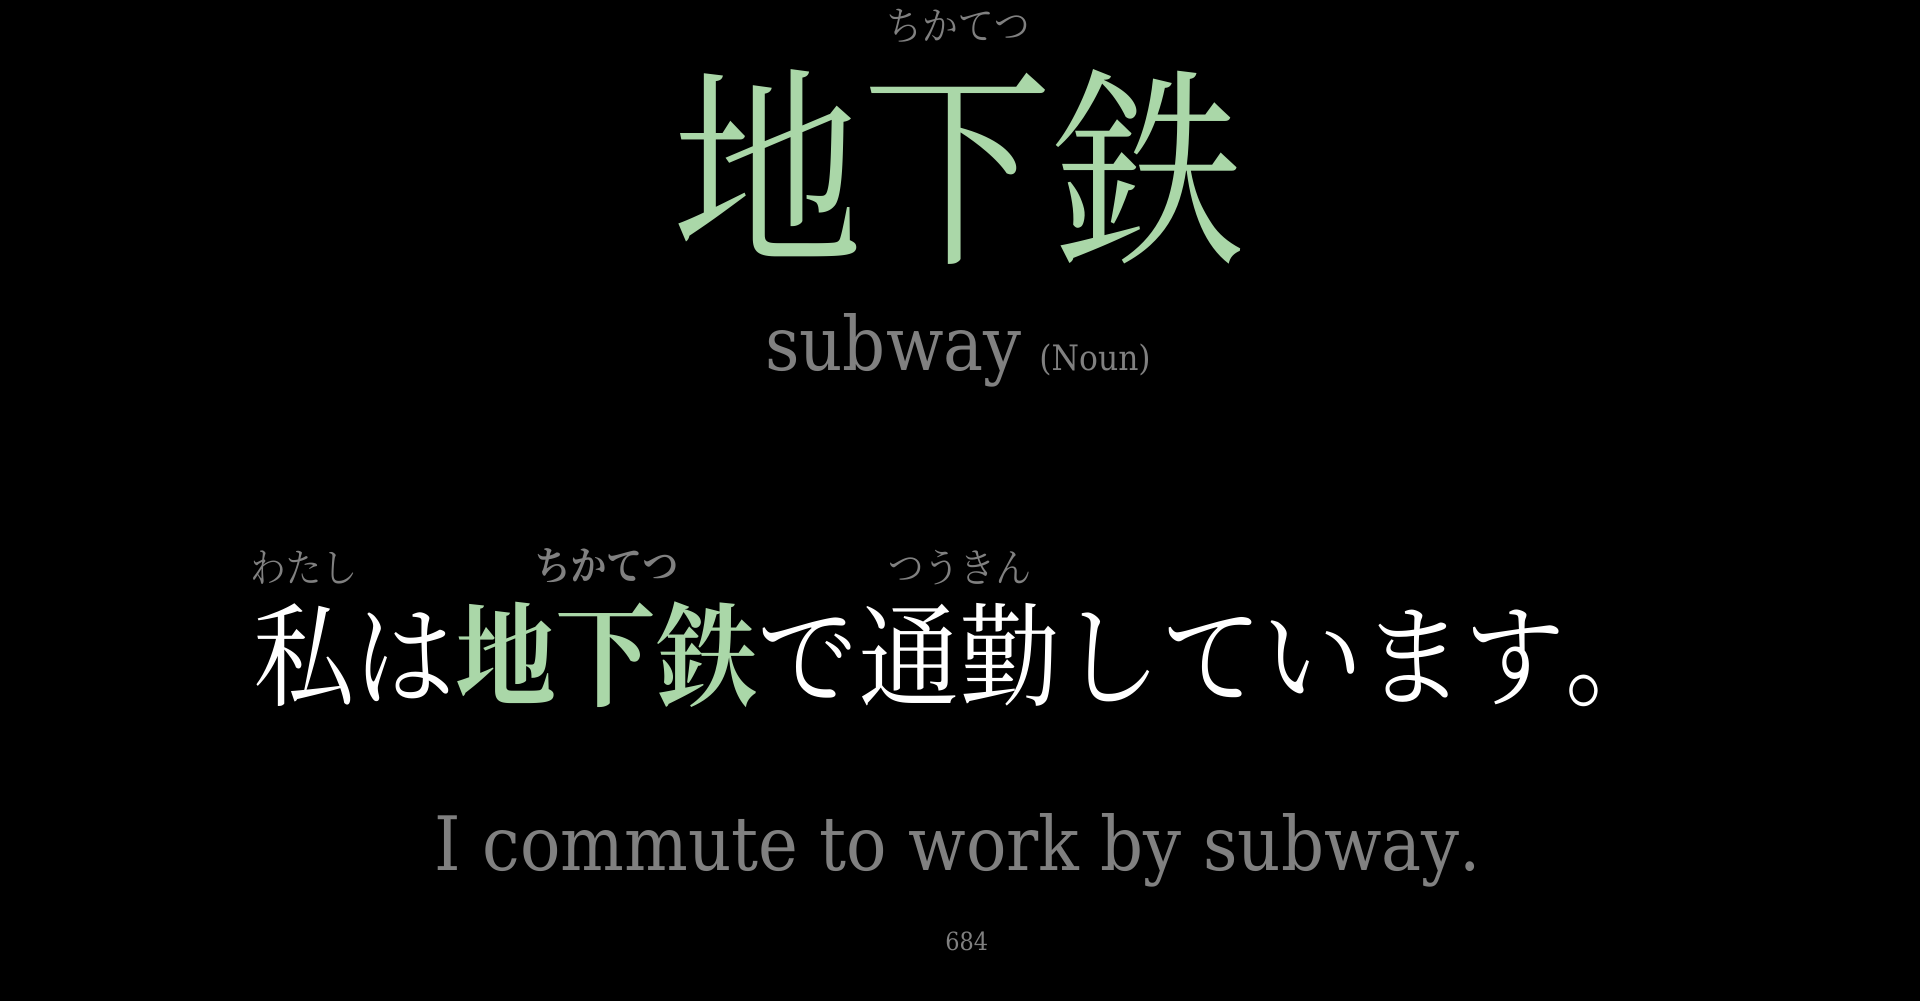 ちかてつ
地下鉄
subway (Noun)
わたし ちかてつ つうきん
私は地下鉄で通勤しています。
I commute to work by subway.
684